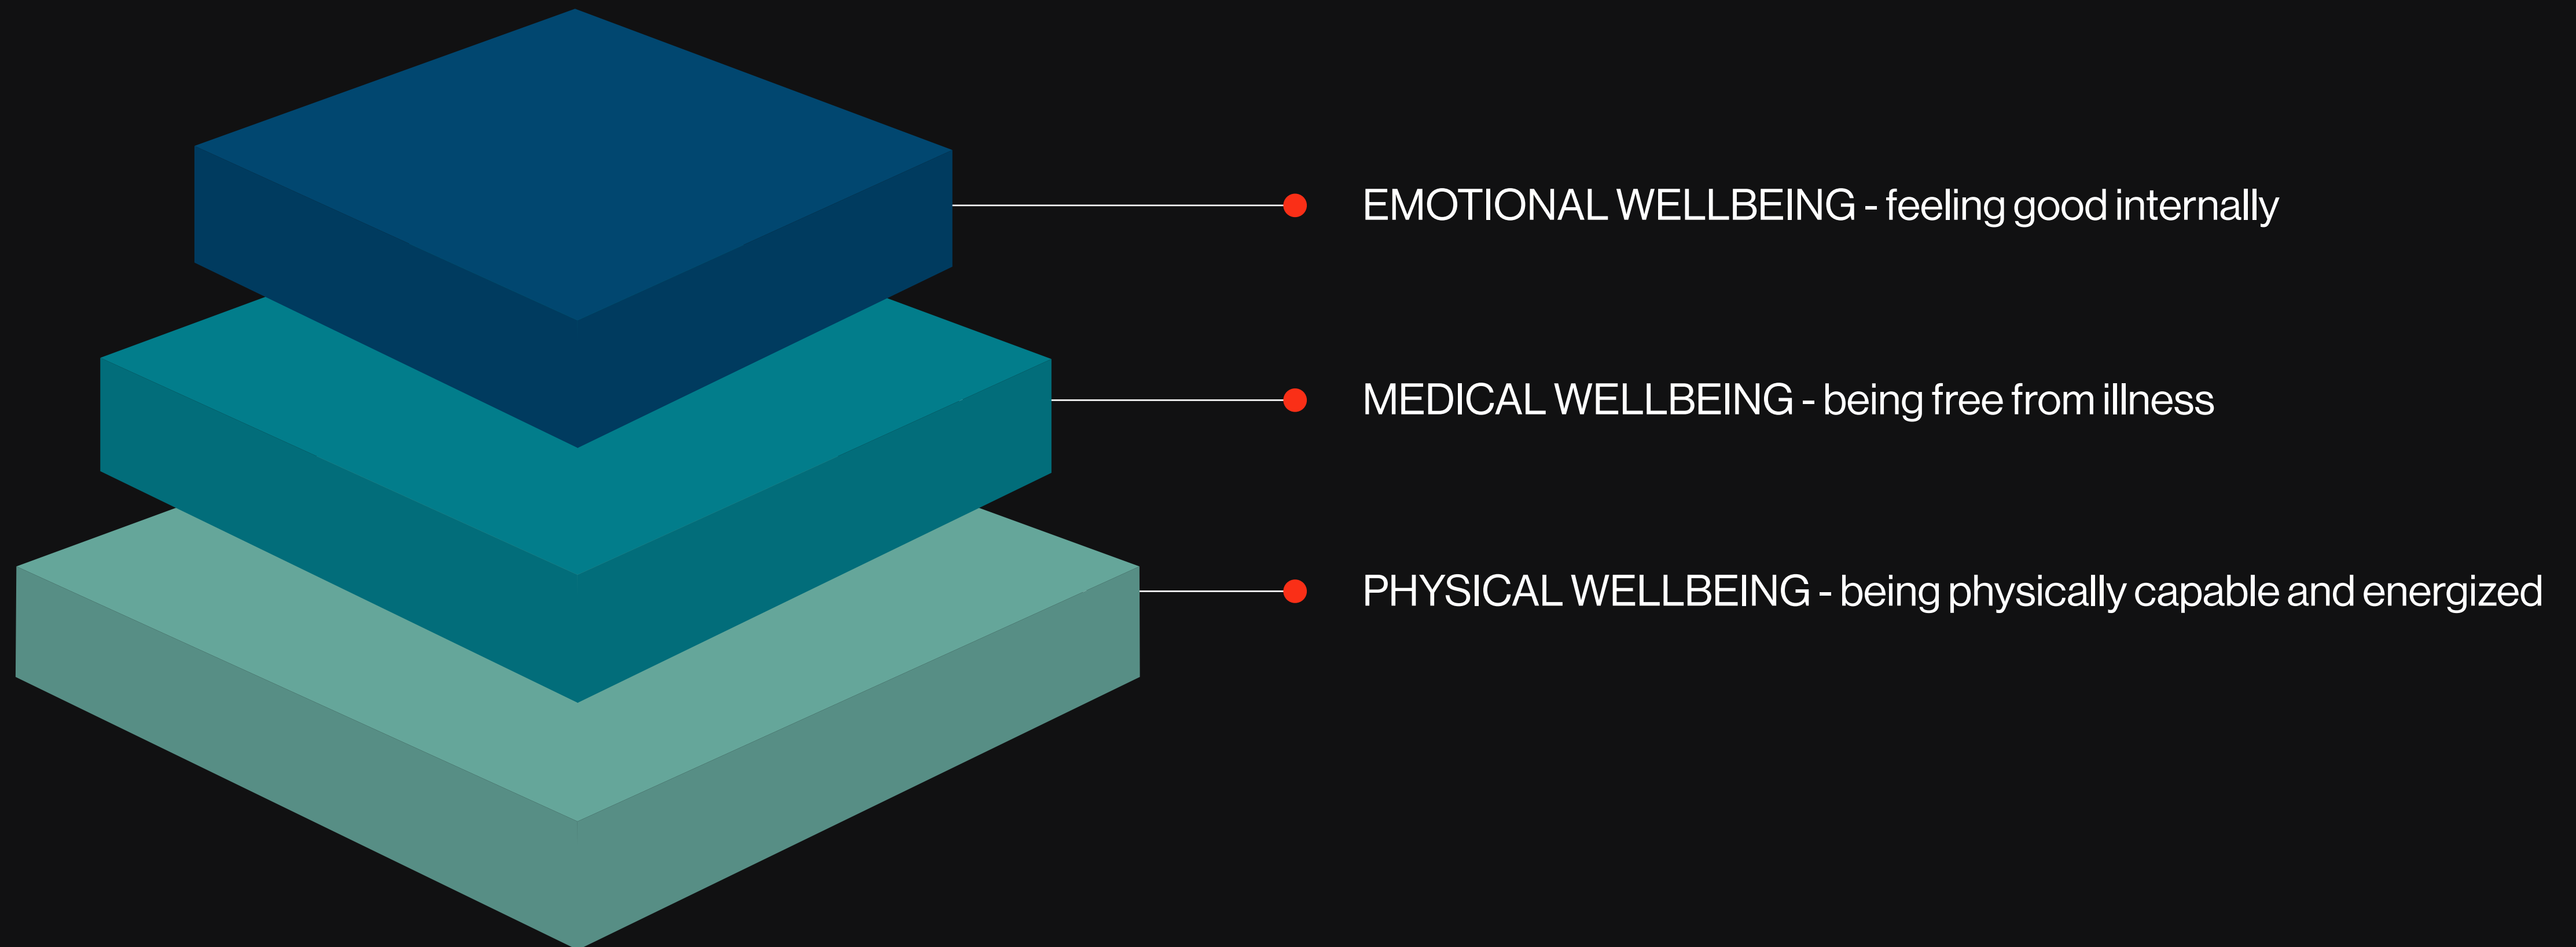 EMOTIONAL WELLBEING - feeling good internally
MEDICAL WELLBEING - being free from illness
PHYSICAL WELLBEING - being physically capable and energized